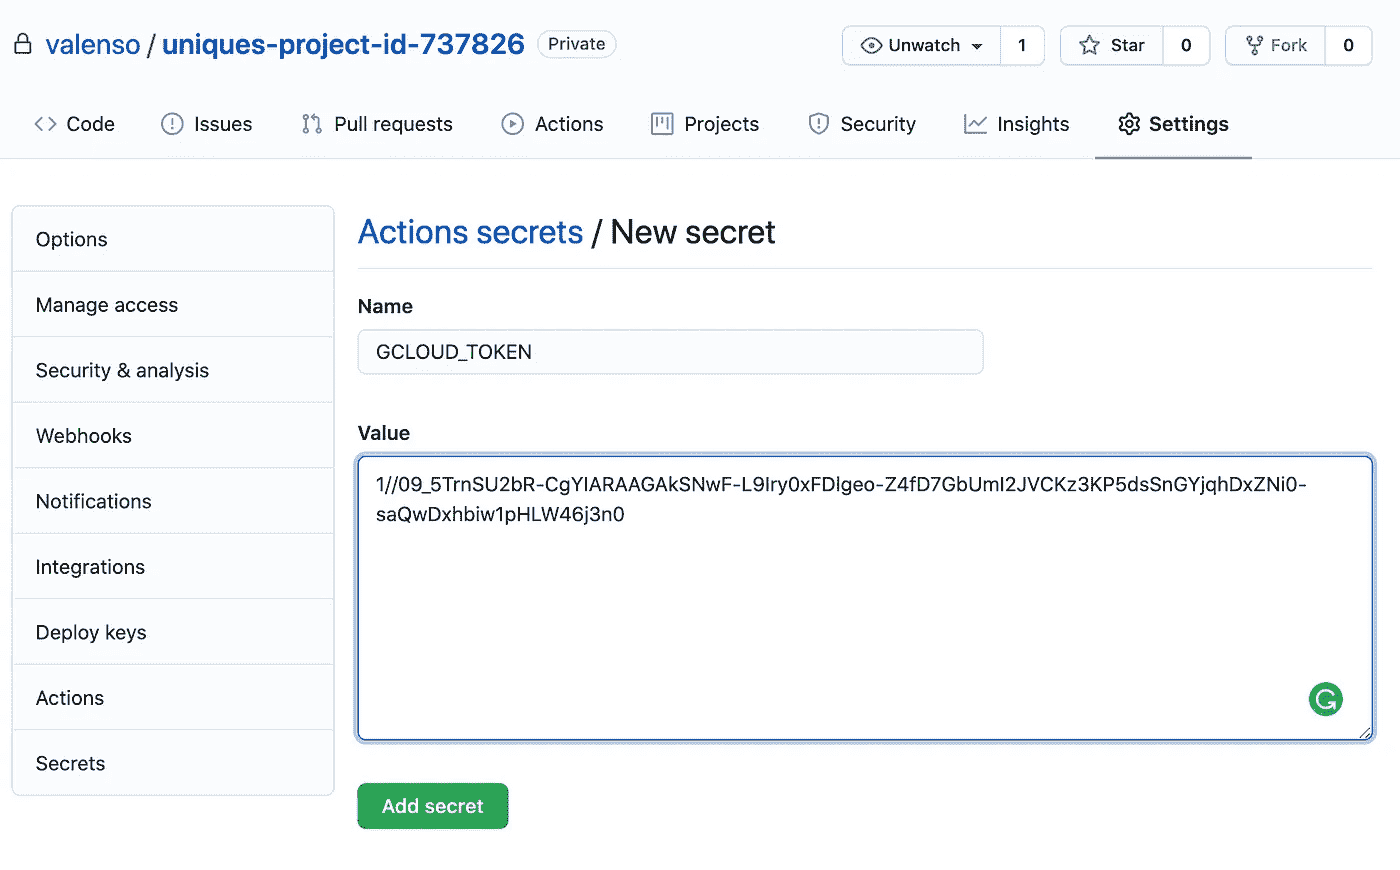 valenso / uniques-project-id-737826 Private
Unwatch 1 Star 0 Fork 0
Code Issues Pull requests Actions Projects Security Insights Settings
Options
Manage access
Security & analysis
Webhooks
Notifications
Integrations
Deploy keys
Actions
Secrets
Actions secrets / New secret
Name
GCLOUD_TOKEN
Value
1//09_5TrnSU2bR-CgYIARAAGAkSNwF-L9Iry0xFDlgeo-Z4fD7GbUmI2JVCKz3KP5dsSnGYjqhDxZNi0-
saQwDxhbiw1pHLW46j3n0
Add secret